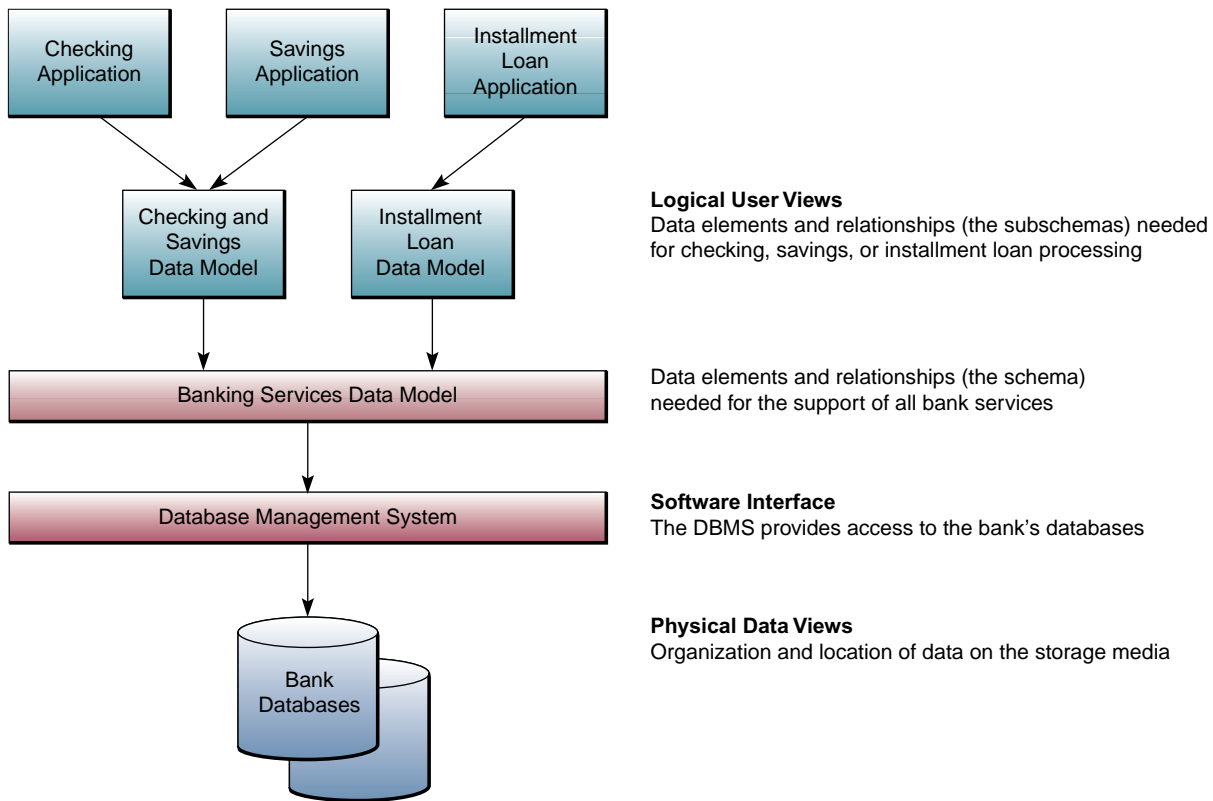 Checking
Application
Savings
Application
Installment
Loan
Application
Checking and
Savings
Data Model
Installment
Loan
Data Model
Logical User Views
Data elements and relationships (the subschemas) needed
for checking, savings, or installment loan processing
Banking Services Data Model
Data elements and relationships (the schema)
needed for the support of all bank services
Database Management System
Software Interface
The DBMS provides access to the bank's databases
Bank
Databases
Physical Data Views
Organization and location of data on the storage media